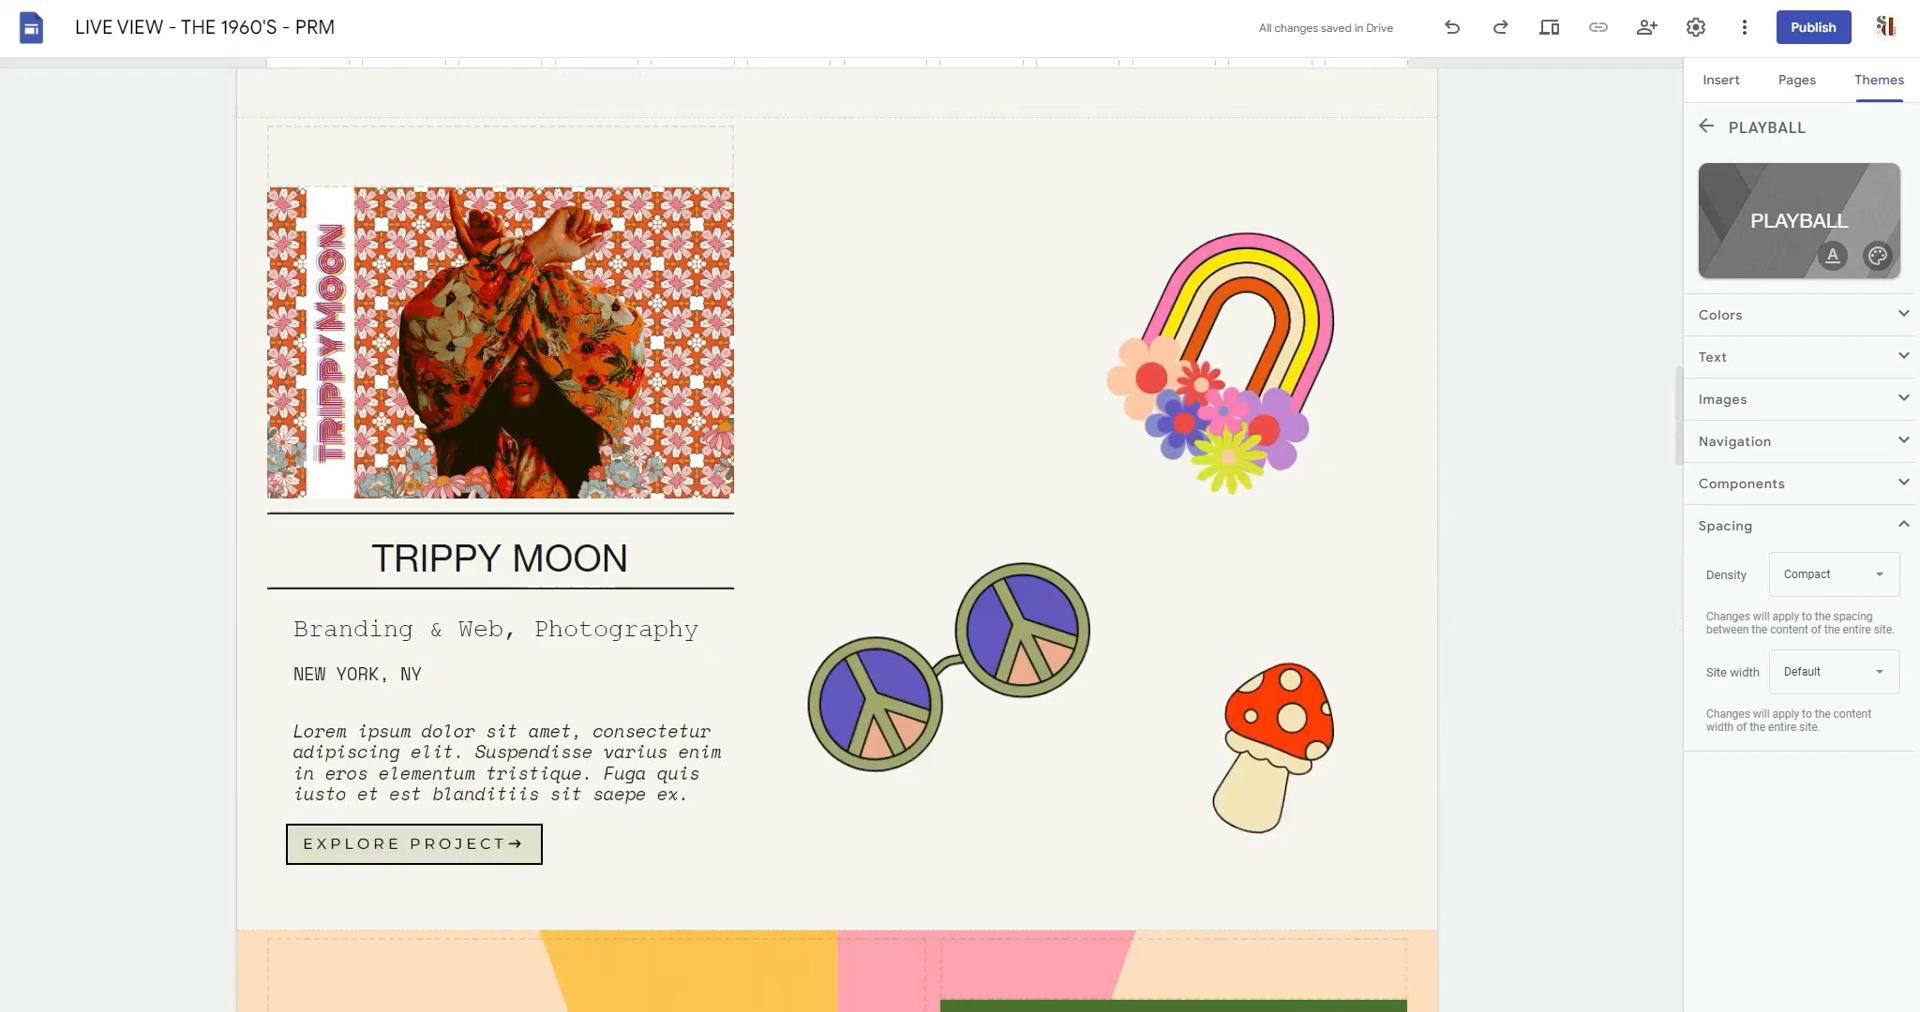 LIVE VIEW - THE 1960'S - PRM
All changes saved in Drive
Publish
Insert
Pages
Themes
PLAYBALL
PLAYBALL
A
Colors
Text
Images
Navigation
Components
Spacing
Density
Compact
Changes will apply to the spacing
between the content of the entire site.
Site width
Default
Changes will apply to the content
width of the entire site.
TRIPPY MOON
TRIPPY MOON
Branding & Web, Photography
NEW YORK, NY
Lorem ipsum dolor sit amet, consectetur
adipiscing elit. Suspendisse varius enim
in eros elementum tristique. Fuga quis
iusto et est blanditiis sit saepe ex.
EXPLORE PROJECT→